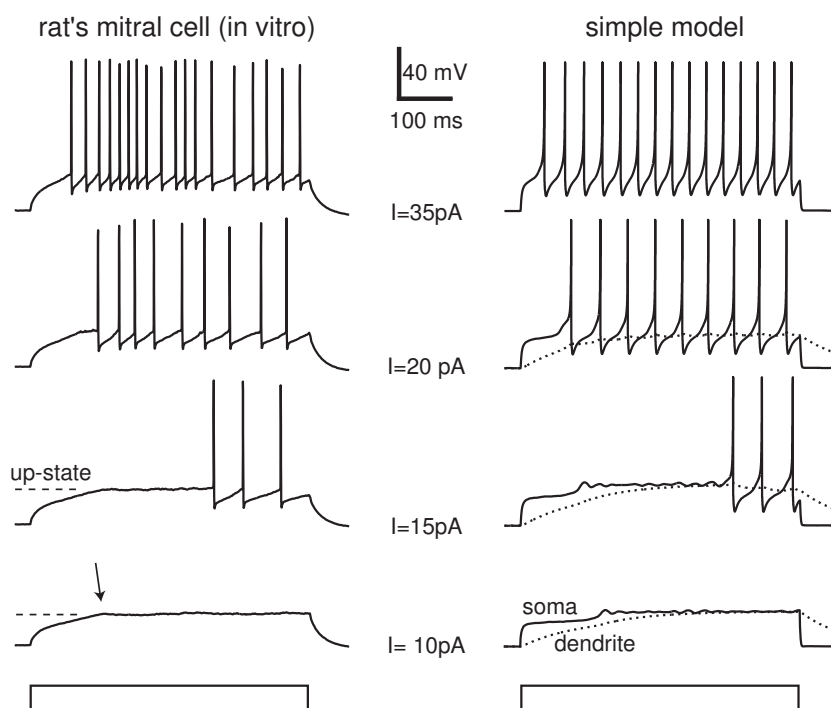 rat's mitral cell (in vitro)
simple model
40 mV
100 ms
I=35pA
I=20 pA
up-state
I=15pA
soma
dendrite
I= 10pA